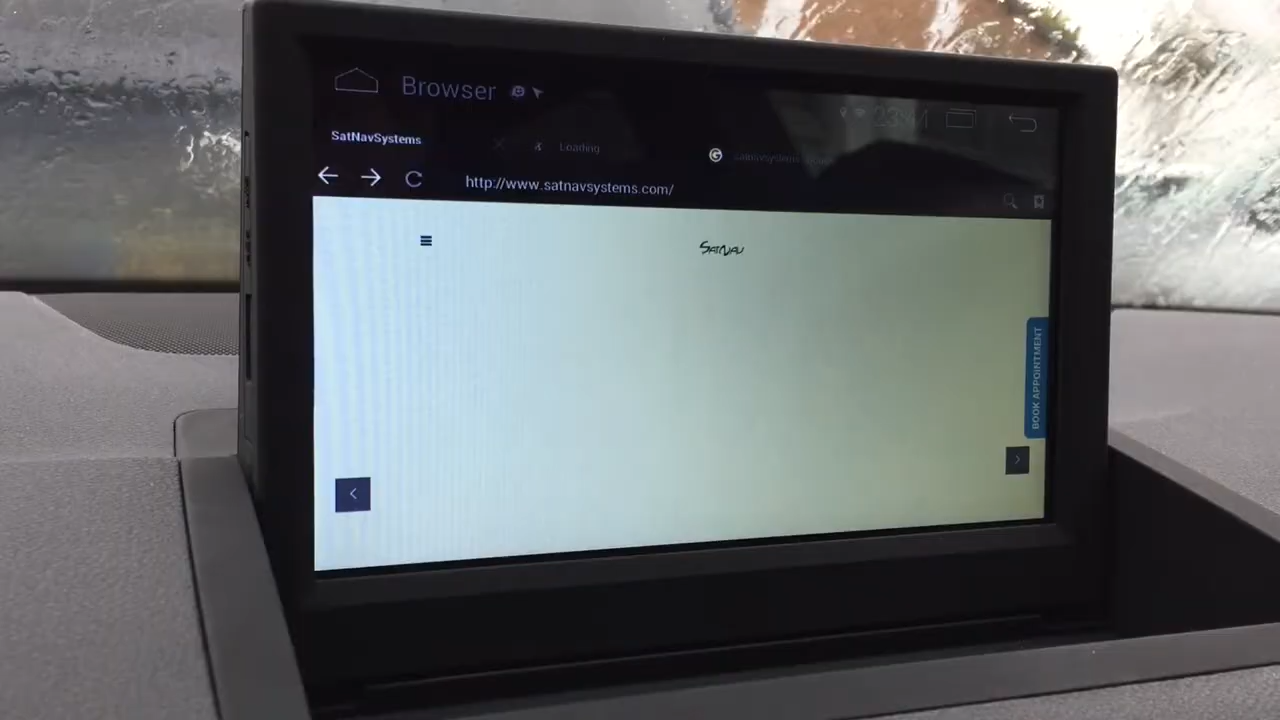 Browser
SatNavSystems
Loading
http://www.satnavsystems.com/
SATNAV
BOOK APPOINTMENT